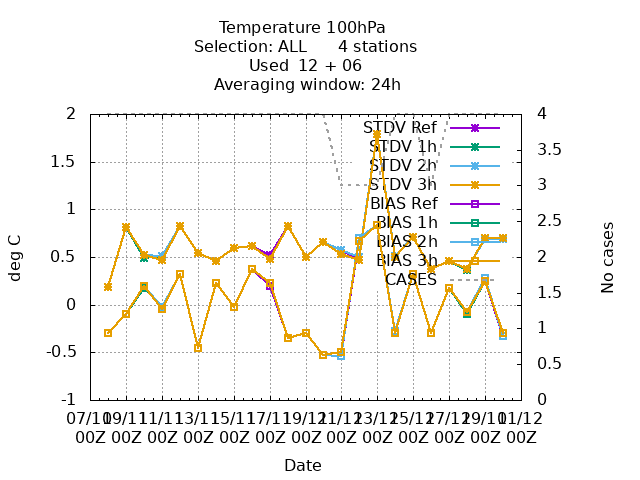 Temperature 100hPa
Selection: ALL      4 stations
Used  12 + 06
Averaging window: 24h
2
1.5
1
0.5
0
-0.5
-1
deg C
4
3.5
3
2.5
2
1.5
1
0.5
0
No cases
STDV Ref
STDV 1h
STDV 2h
STDV 3h
BIAS Ref
BIAS 1h
BIAS 2h
BIAS 3h
CASES
07/10 09/11 11/12 13/11 15/11 17/11 19/12 21/12 23/12 25/12 27/12 29/10 01/12
00Z 00Z 00Z 00Z 00Z 00Z 00Z 00Z 00Z 00Z 00Z 00Z 00Z
Date